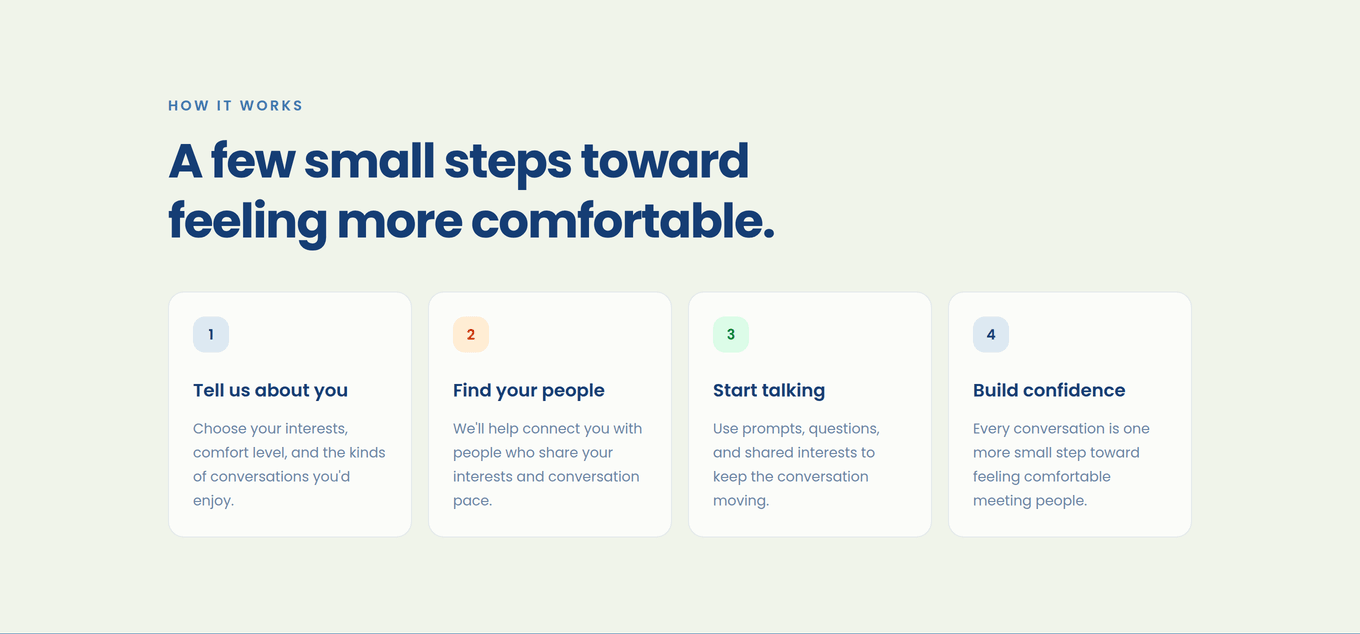 HOW IT WORKS
A few small steps toward
feeling more comfortable.
1
Tell us about you
Choose your interests,
comfort level, and the kinds
of conversations you'd
enjoy.
2
Find your people
We'll help connect you with
people who share your
interests and conversation
pace.
3
Start talking
Use prompts, questions,
and shared interests to
keep the conversation
moving.
4
Build confidence
Every conversation is one
more small step toward
feeling comfortable
meeting people.